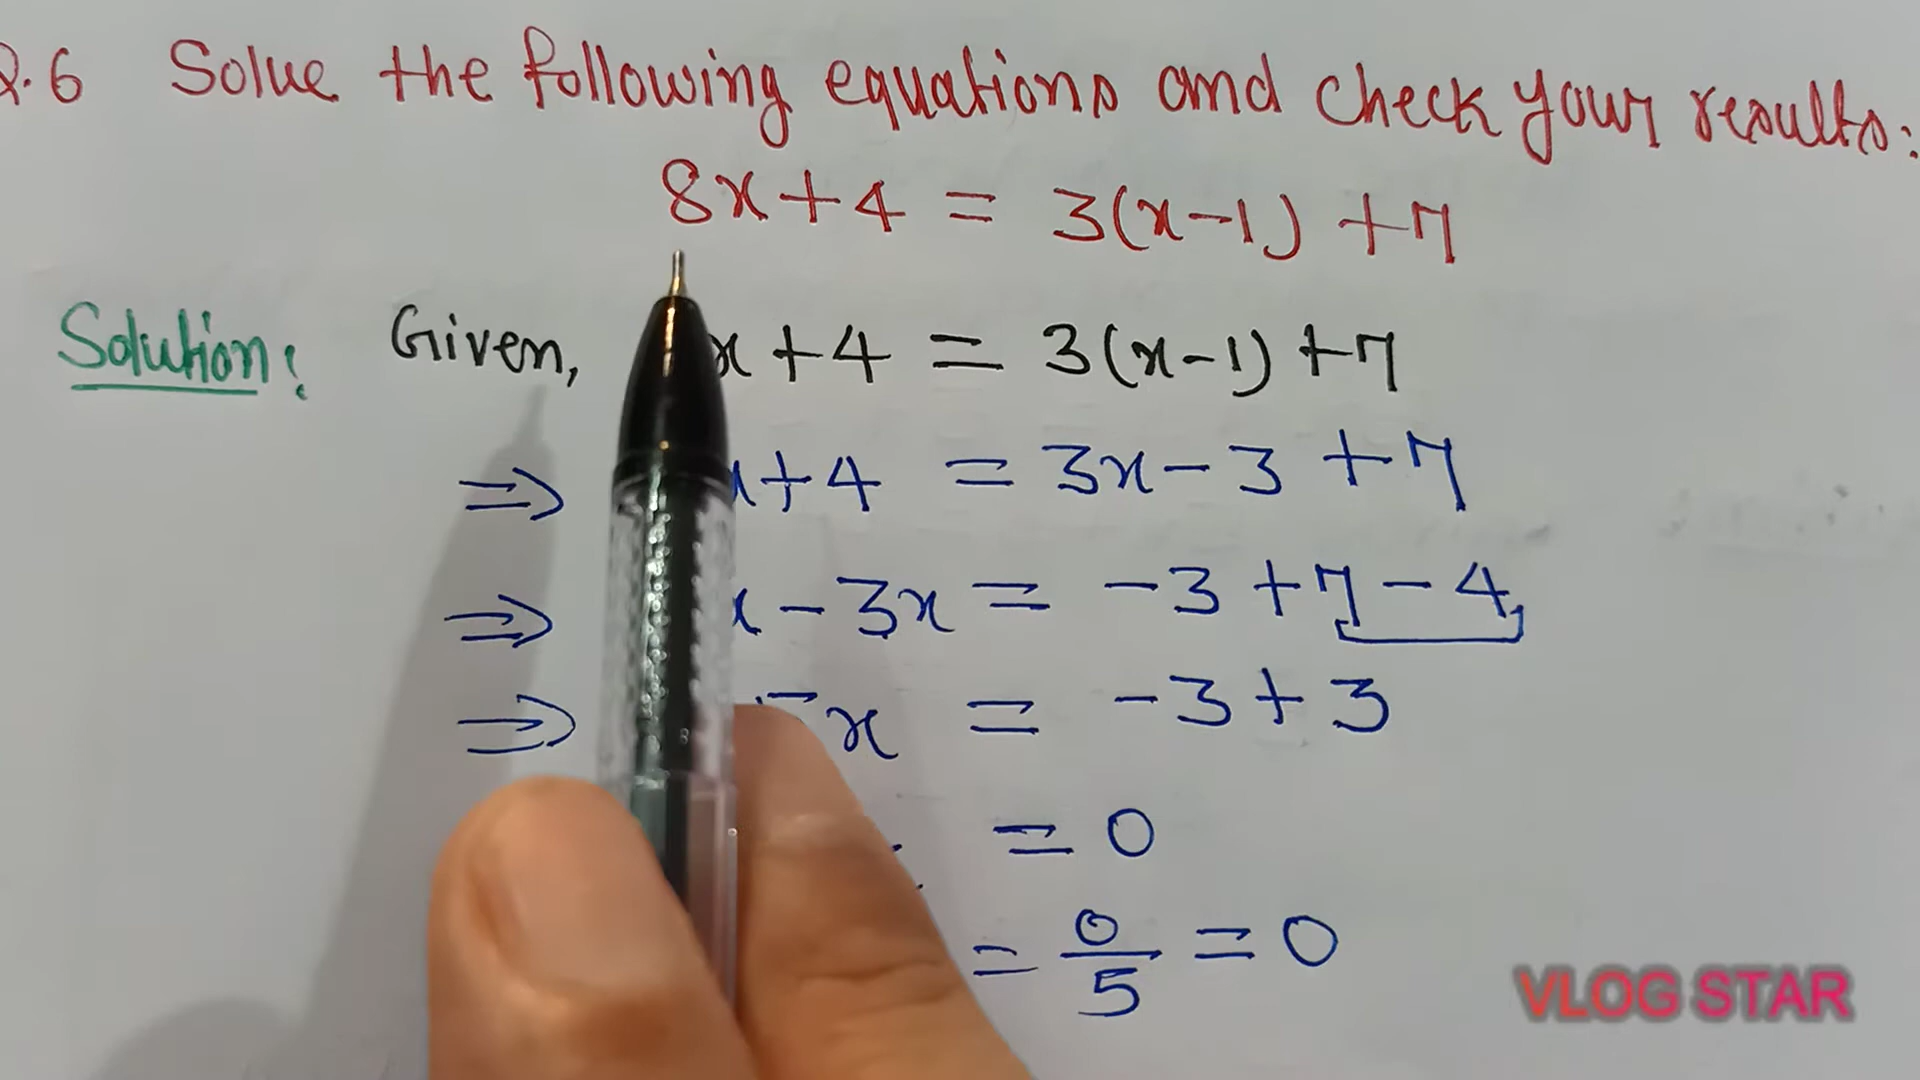 .6 Solve the following equations and check your results:
8x+4 = 3(x-1) +7
Solution: Given, x +4 = 3(x-1) +7
⇒ x+4 = 3x-3 +7
⇒ x - 3x = -3 +7 - 4
⇒ 5x = -3+3
= 0
= 0/5 = 0
VLOG STAR